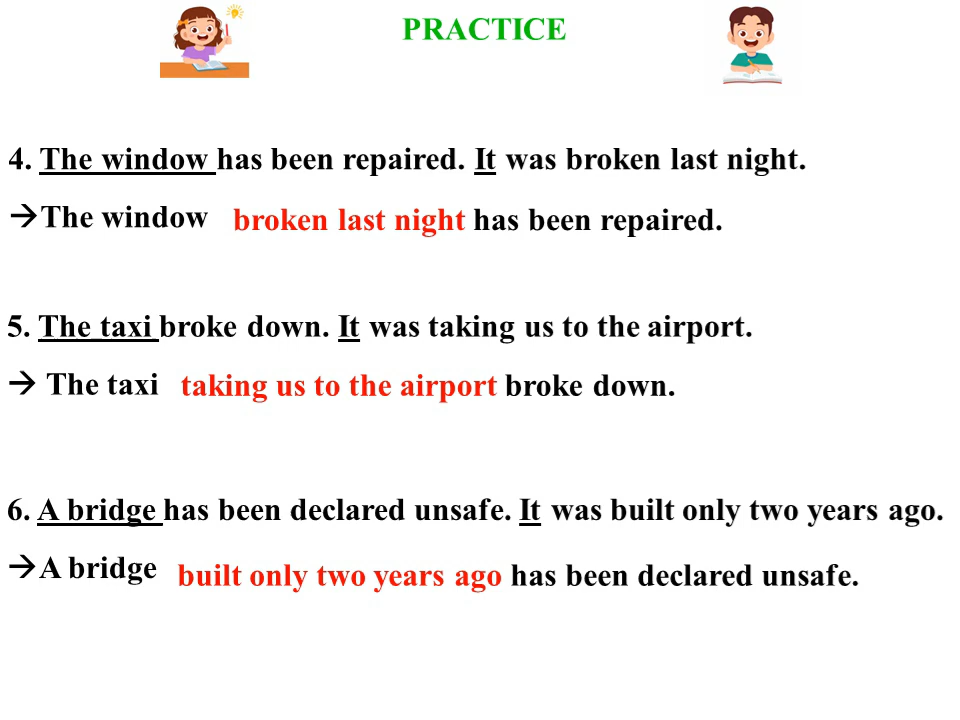 PRACTICE
4. The window has been repaired. It was broken last night.
→The window broken last night has been repaired.
5. The taxi broke down. It was taking us to the airport.
→ The taxi taking us to the airport broke down.
6. A bridge has been declared unsafe. It was built only two years ago.
→A bridge built only two years ago has been declared unsafe.